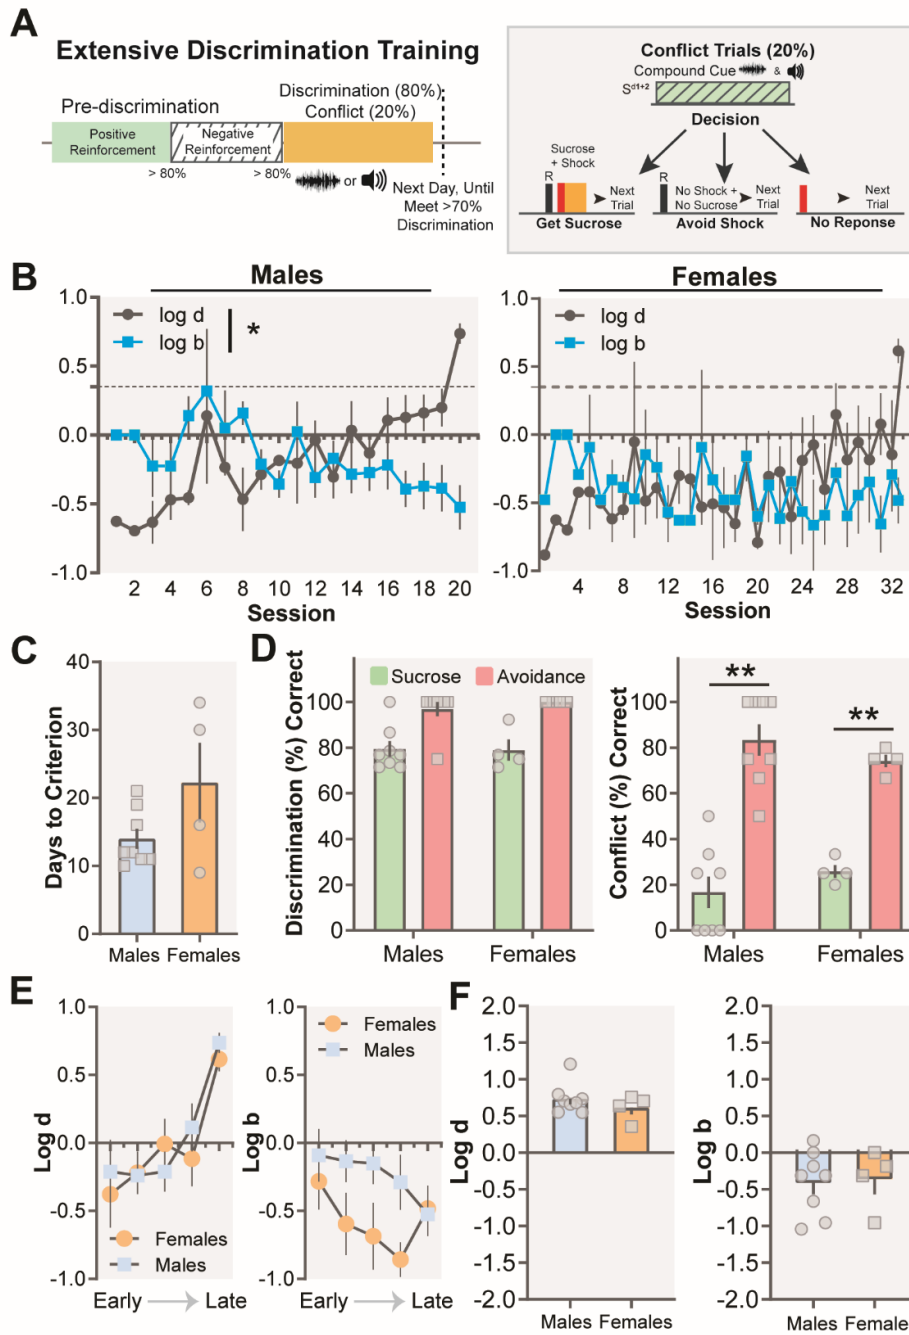 A
Extensive Discrimination Training
Pre-discrimination
Discrimination (80%)
Conflict (20%)
Positive
Reinforcement
Negative
Reinforcement
> 80%
> 80%
or
Next Day, Until
Meet >70%
Discrimination
Conflict Trials (20%)
Compound Cue
&
Sd1+2
Decision
Sucrose
+ Shock
R
Next
Trial
Get Sucrose
R
No Shock +
No Sucrose
Next
Trial
Avoid Shock
Next
Trial
No Reponse
B
Males
1.0
0.5
0.0
-0.5
-1.0
log d
log b
*
2 4 6 8 10 12 14 16 18 20
Session
Females
1.0
0.5
0.0
-0.5
-1.0
log d
log b
4 8 12 16 20 24 28 32
Session
C
Days to Criterion
40
30
20
10
0
Males Females
D
Discrimination (%) Correct
100
80
60
40
20
0
Sucrose Avoidance
Males Females
Conflict (%) Correct
100
80
60
40
20
0
**
**
Males Females
E
Log d
1.0
0.5
0.0
-0.5
-1.0
Females
Males
Early Late
Log b
1.0
0.5
0.0
-0.5
-1.0
Females
Males
Early Late
F
Log d
2.0
1.5
1.0
0.5
0.0
-0.5
-1.0
-1.5
-2.0
Males Females
Log b
2.0
1.5
1.0
0.5
0.0
-0.5
-1.0
-1.5
-2.0
Males Female